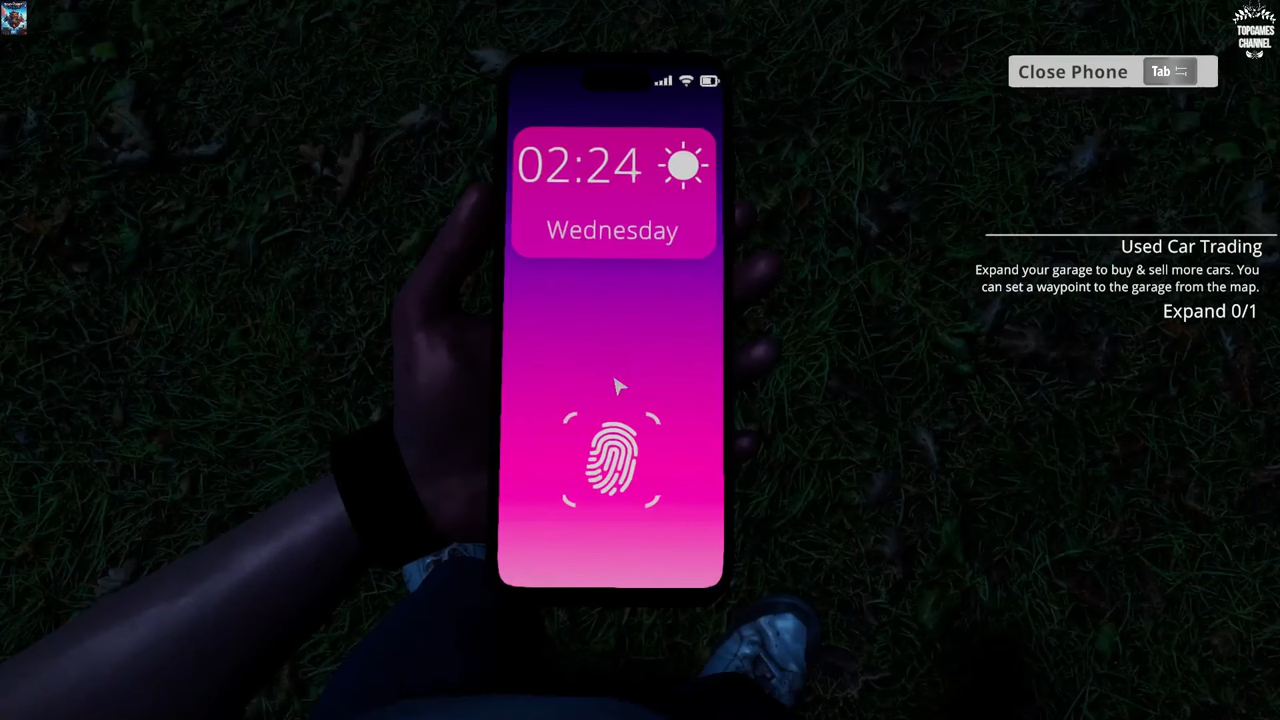 TOPGAMES
CHANNEL
Close Phone Tab
02:24
Wednesday
Used Car Trading
Expand your garage to buy & sell more cars. You
can set a waypoint to the garage from the map.
Expand 0/1